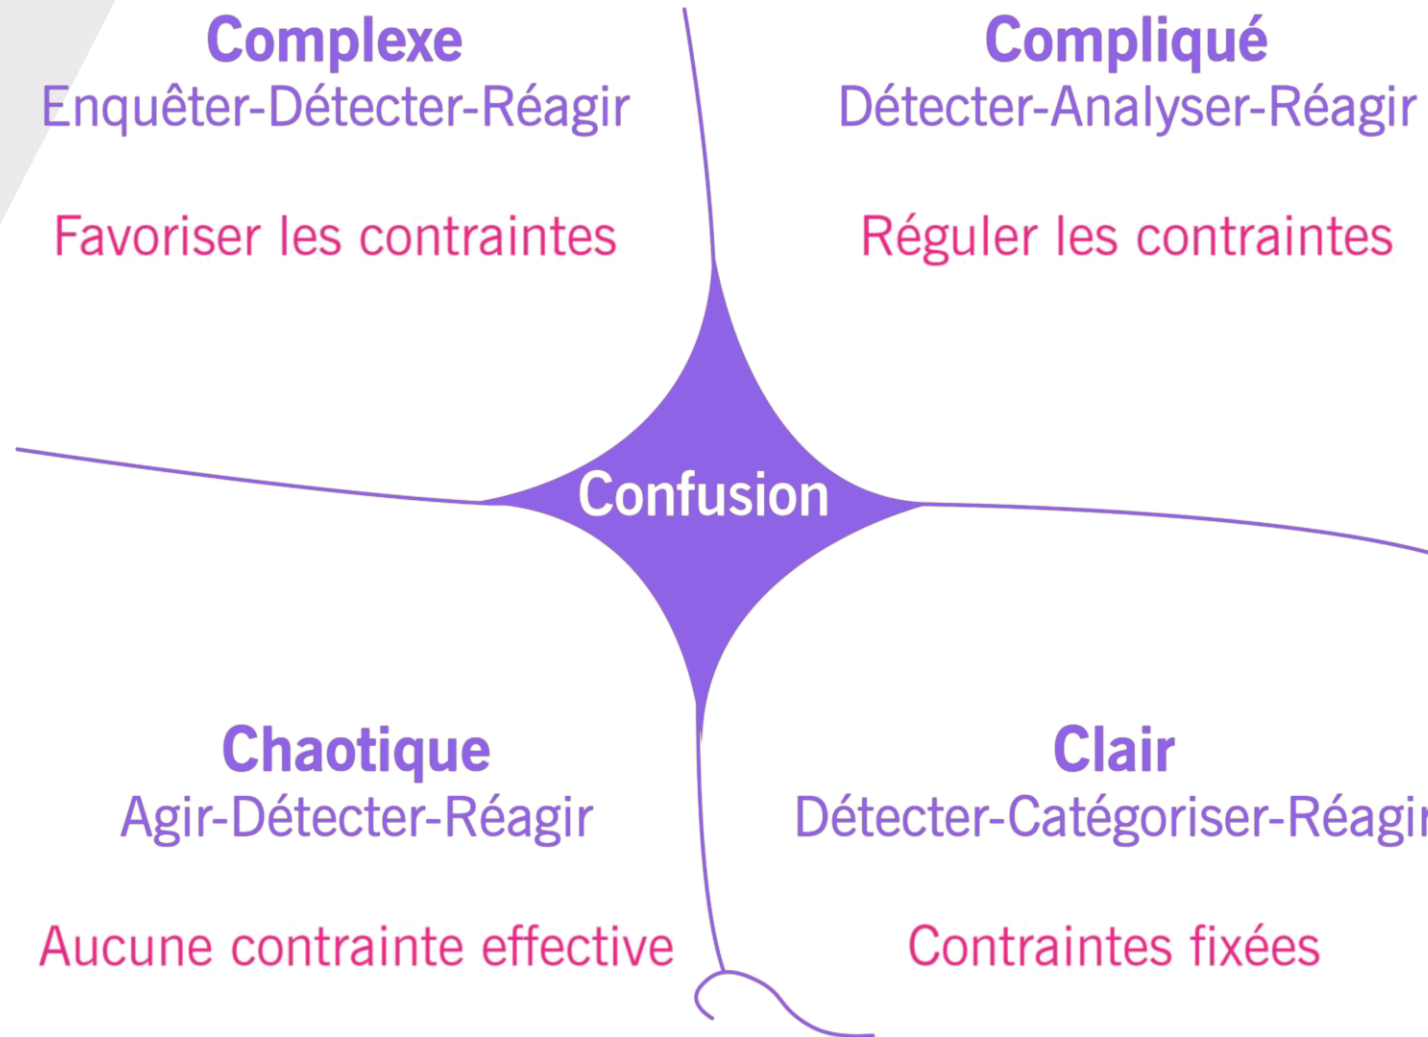 Complexe
Enquêter-Détecter-Réagir
Favoriser les contraintes
Compliqué
Détecter-Analyser-Réagir
Réguler les contraintes
Confusion
Chaotique
Agir-Détecter-Réagir
Aucune contrainte effective
Clair
Détecter-Catégoriser-Réagir
Contraintes fixées